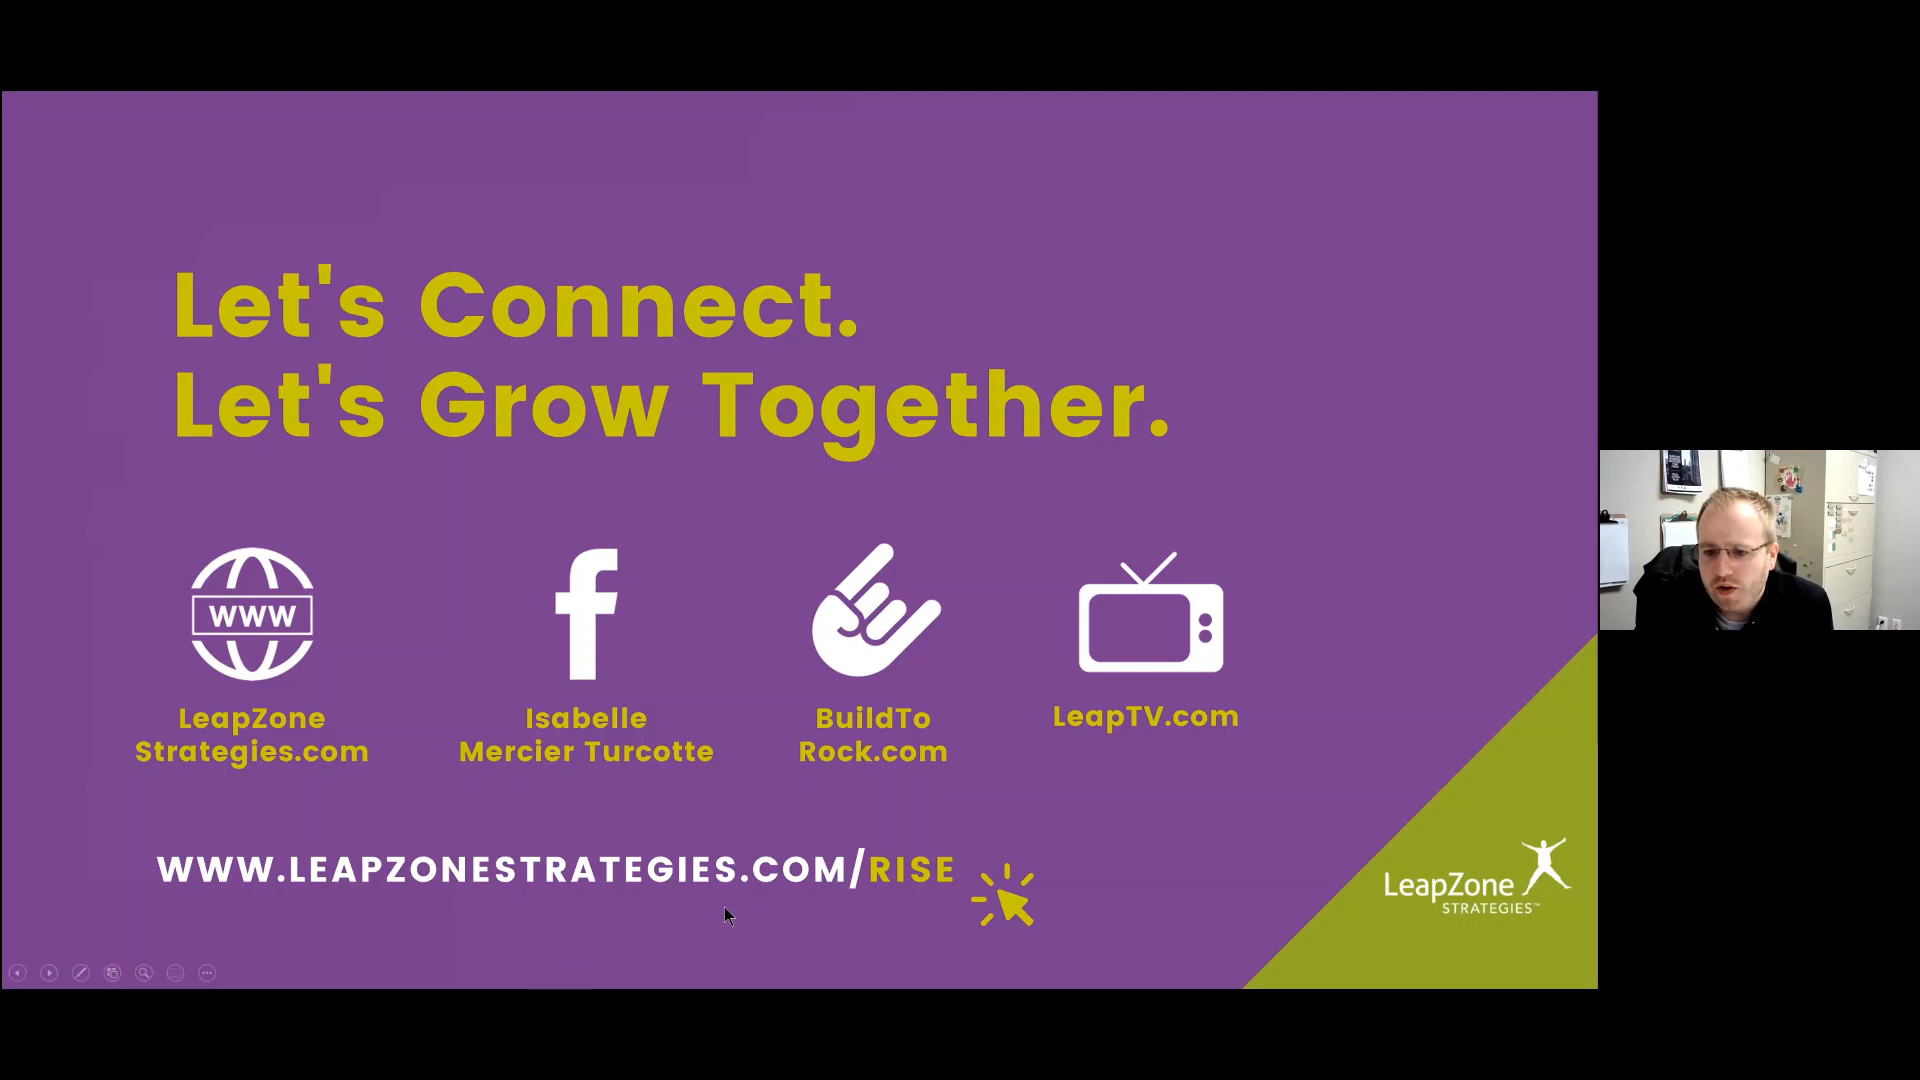 Let's Connect.
Let's Grow Together.
WWW
LeapZone
Strategies.com
Isabelle
Mercier Turcotte
BuildTo
Rock.com
LeapTV.com
WWW.LEAPZONESTRATEGIES.COM/RISE
LeapZone
STRATEGIES™